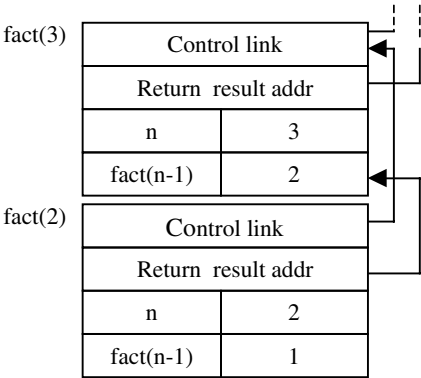 fact(3)
Control link
Return result addr
n 3
fact(n-1) 2
fact(2)
Control link
Return result addr
n 2
fact(n-1) 1